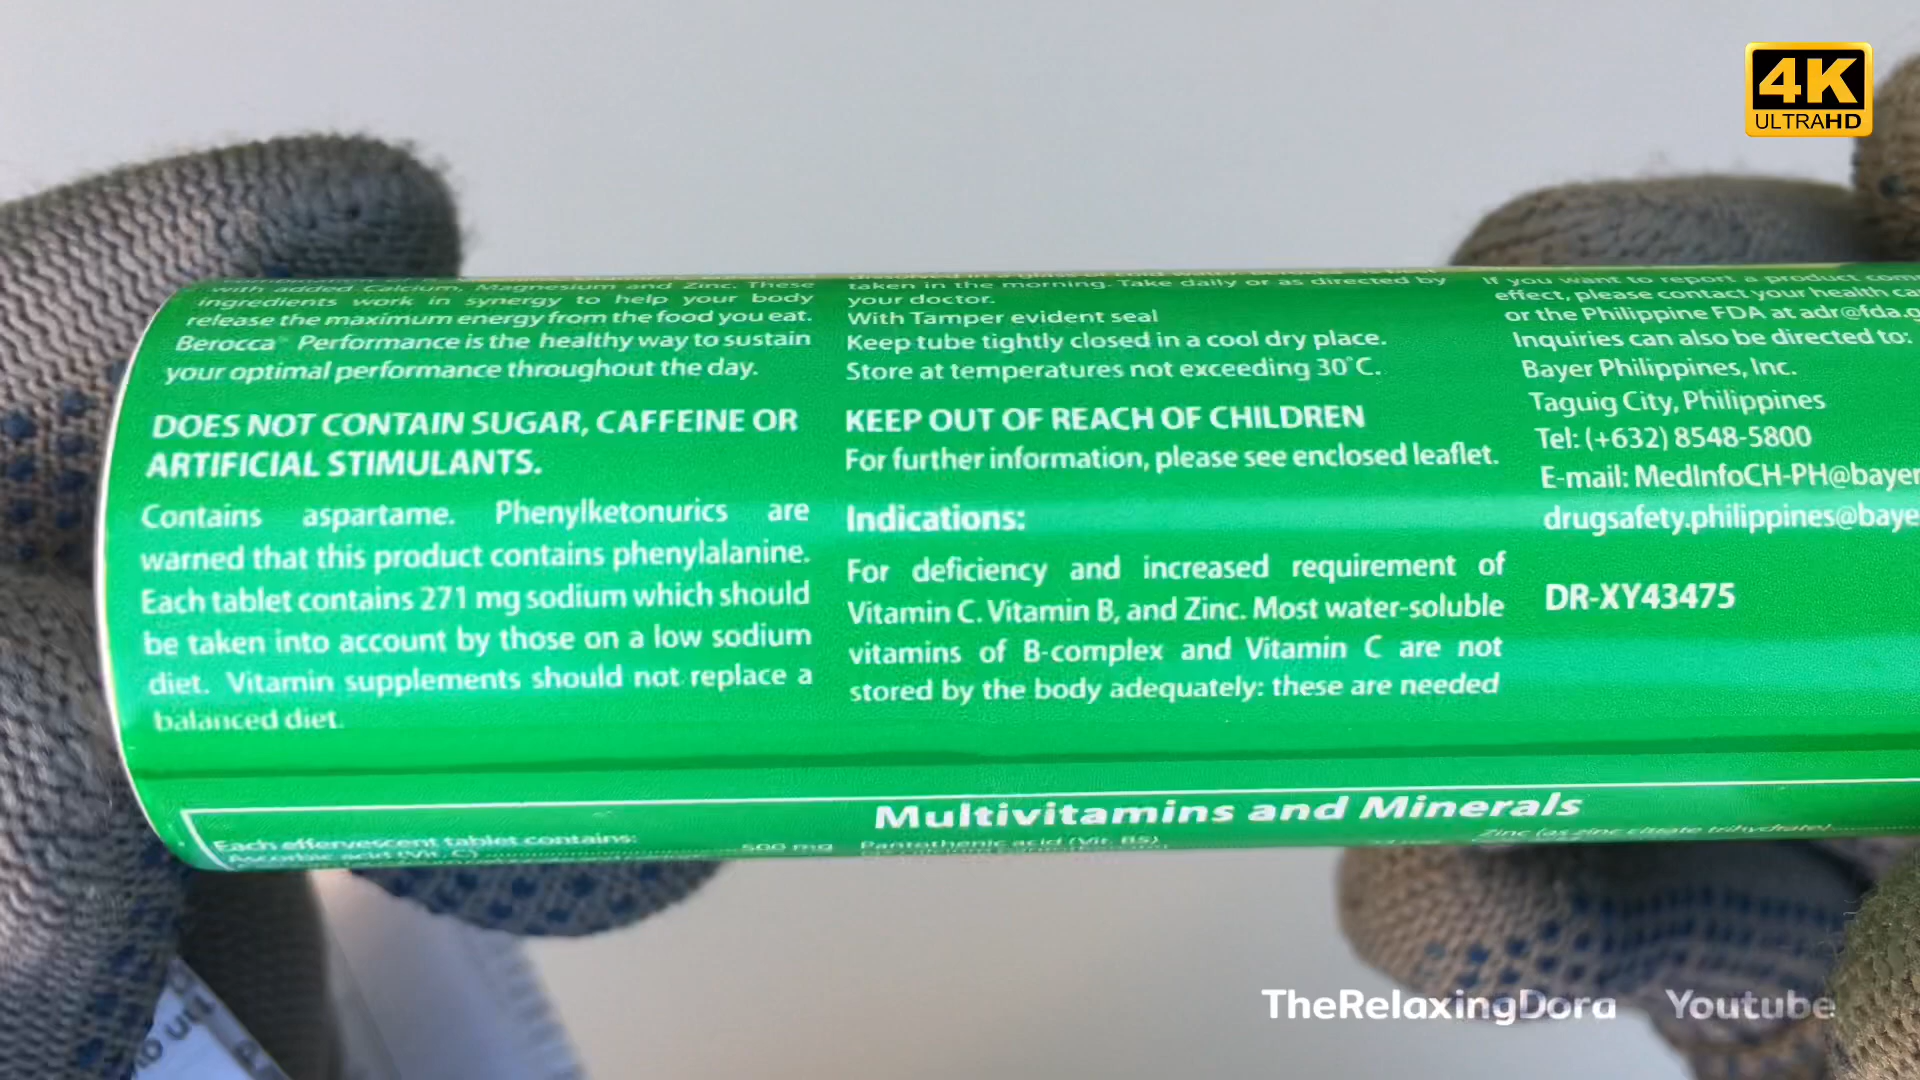 4K
ULTRAHD
with added Calcium, Magnesium and Zinc. These
ingredients work in synergy to help your body
release the maximum energy from the food you eat.
Berocca® Performance is the healthy way to sustain
your optimal performance throughout the day.
DOES NOT CONTAIN SUGAR, CAFFEINE OR
ARTIFICIAL STIMULANTS.
Contains aspartame. Phenylketonurics are
warned that this product contains phenylalanine.
Each tablet contains 271 mg sodium which should
be taken into account by those on a low sodium
diet. Vitamin supplements should not replace a
balanced diet.
taken in the morning. Take daily or as directed by
your doctor.
With Tamper evident seal
Keep tube tightly closed in a cool dry place.
Store at temperatures not exceeding 30°C.
KEEP OUT OF REACH OF CHILDREN
For further information, please see enclosed leaflet.
Indications:
For deficiency and increased requirement of
Vitamin C. Vitamin B, and Zinc. Most water-soluble
vitamins of B-complex and Vitamin C are not
stored by the body adequately: these are needed
If you want to report a product
effect, please contact your health
or the Philippine FDA at adr@fda.g
Inquiries can also be directed to:
Bayer Philippines, Inc.
Taguig City, Philippines
Tel: (+632) 8548-5800
E-mail: MedInfoCH-PH@bayer
drugsafety.philippines@baye
DR-XY43475
Multivitamins and Minerals
Each effervescent tablet contains:
Ascorbic acid (Vit. C) 500 mg
Pantothenic acid (Vit. B5)
Zinc (as zinc citrate trihydrate)
TheRelaxingDora Youtube